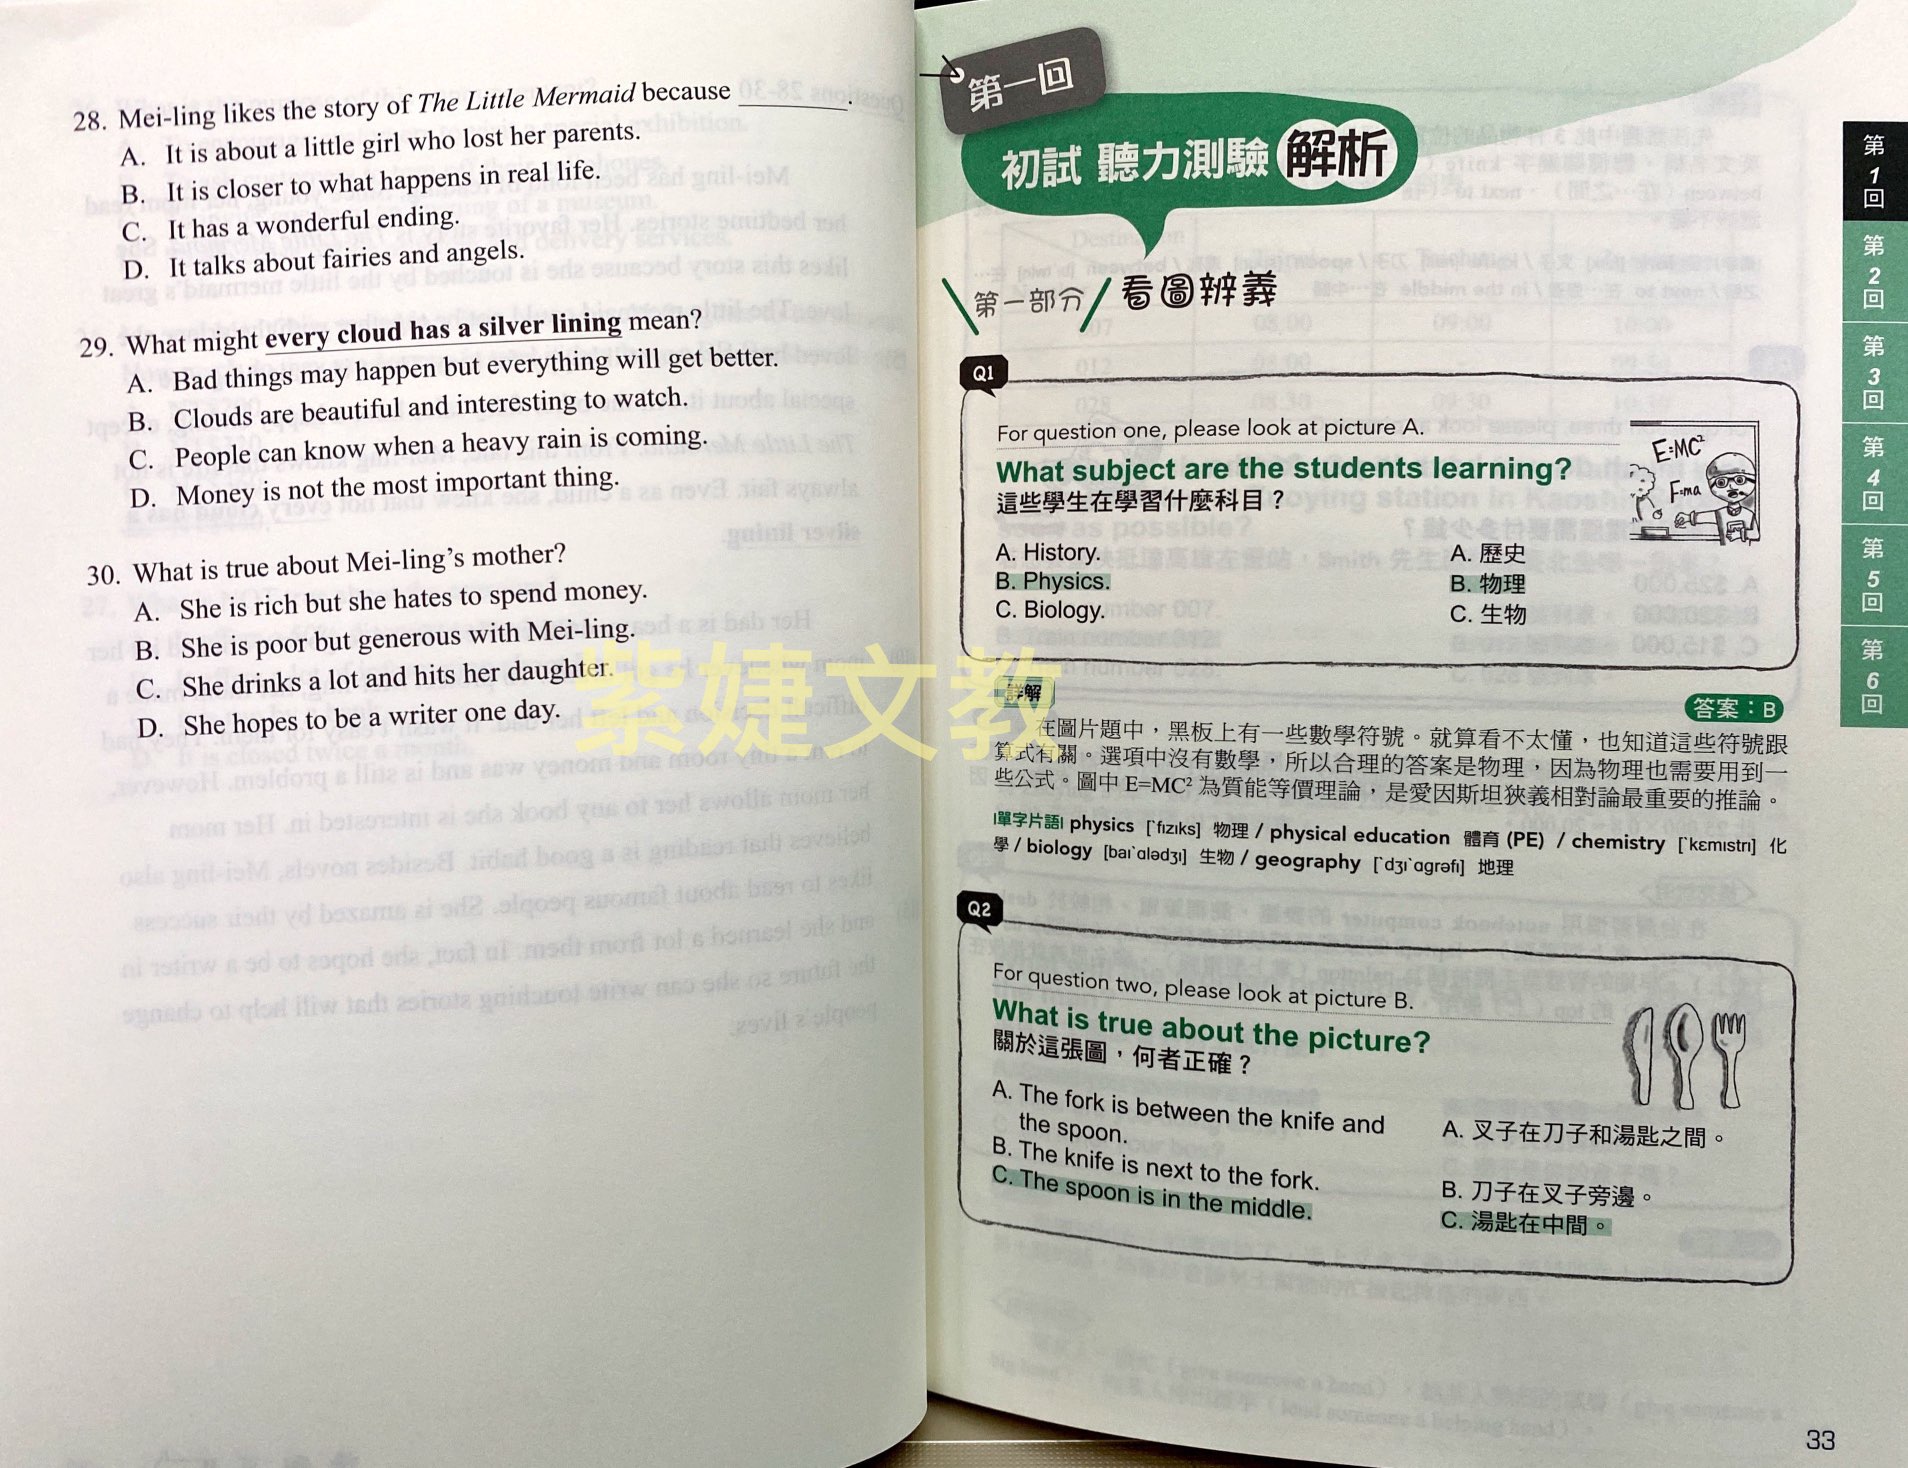 28. Mei-ling likes the story of The Little Mermaid because ________.
A. It is about a little girl who lost her parents.
B. It is closer to what happens in real life.
C. It has a wonderful ending.
D. It talks about fairies and angels.
29. What might every cloud has a silver lining mean?
A. Bad things may happen but everything will get better.
B. Clouds are beautiful and interesting to watch.
C. People can know when a heavy rain is coming.
D. Money is not the most important thing.
30. What is true about Mei-ling's mother?
A. She is rich but she hates to spend money.
B. She is poor but generous with Mei-ling.
C. She drinks a lot and hits her daughter.
D. She hopes to be a writer one day.
紫婕文教
第一回
初試 聽力測驗 解析
第一部分 看圖辨義
Q1
For question one, please look at picture A.
What subject are the students learning?
這些學生在學習什麼科目？
E=MC²
F=ma
A. History.
B. Physics.
C. Biology.
A. 歷史
B. 物理
C. 生物
詳解
答案：B
在圖片題中，黑板上有一些數學符號。就算看不太懂，也知道這些符號跟
算式有關。選項中沒有數學，所以合理的答案是物理，因為物理也需要用到一
些公式。圖中 E=MC² 為質能等價理論，是愛因斯坦狹義相對論最重要的推論。
單字片語 physics [ˋfɪzɪks] 物理 / physical education 體育 (PE) / chemistry [ˋkɛmɪstrɪ] 化
學 / biology [baɪˋɑlədʒɪ] 生物 / geography [ˋdʒɪˋɑgrəfɪ] 地理
Q2
For question two, please look at picture B.
What is true about the picture?
關於這張圖，何者正確？
A. The fork is between the knife and
the spoon.
B. The knife is next to the fork.
C. The spoon is in the middle.
A. 叉子在刀子和湯匙之間。
B. 刀子在叉子旁邊。
C. 湯匙在中間。
第1回
第2回
第3回
第4回
第5回
第6回
33